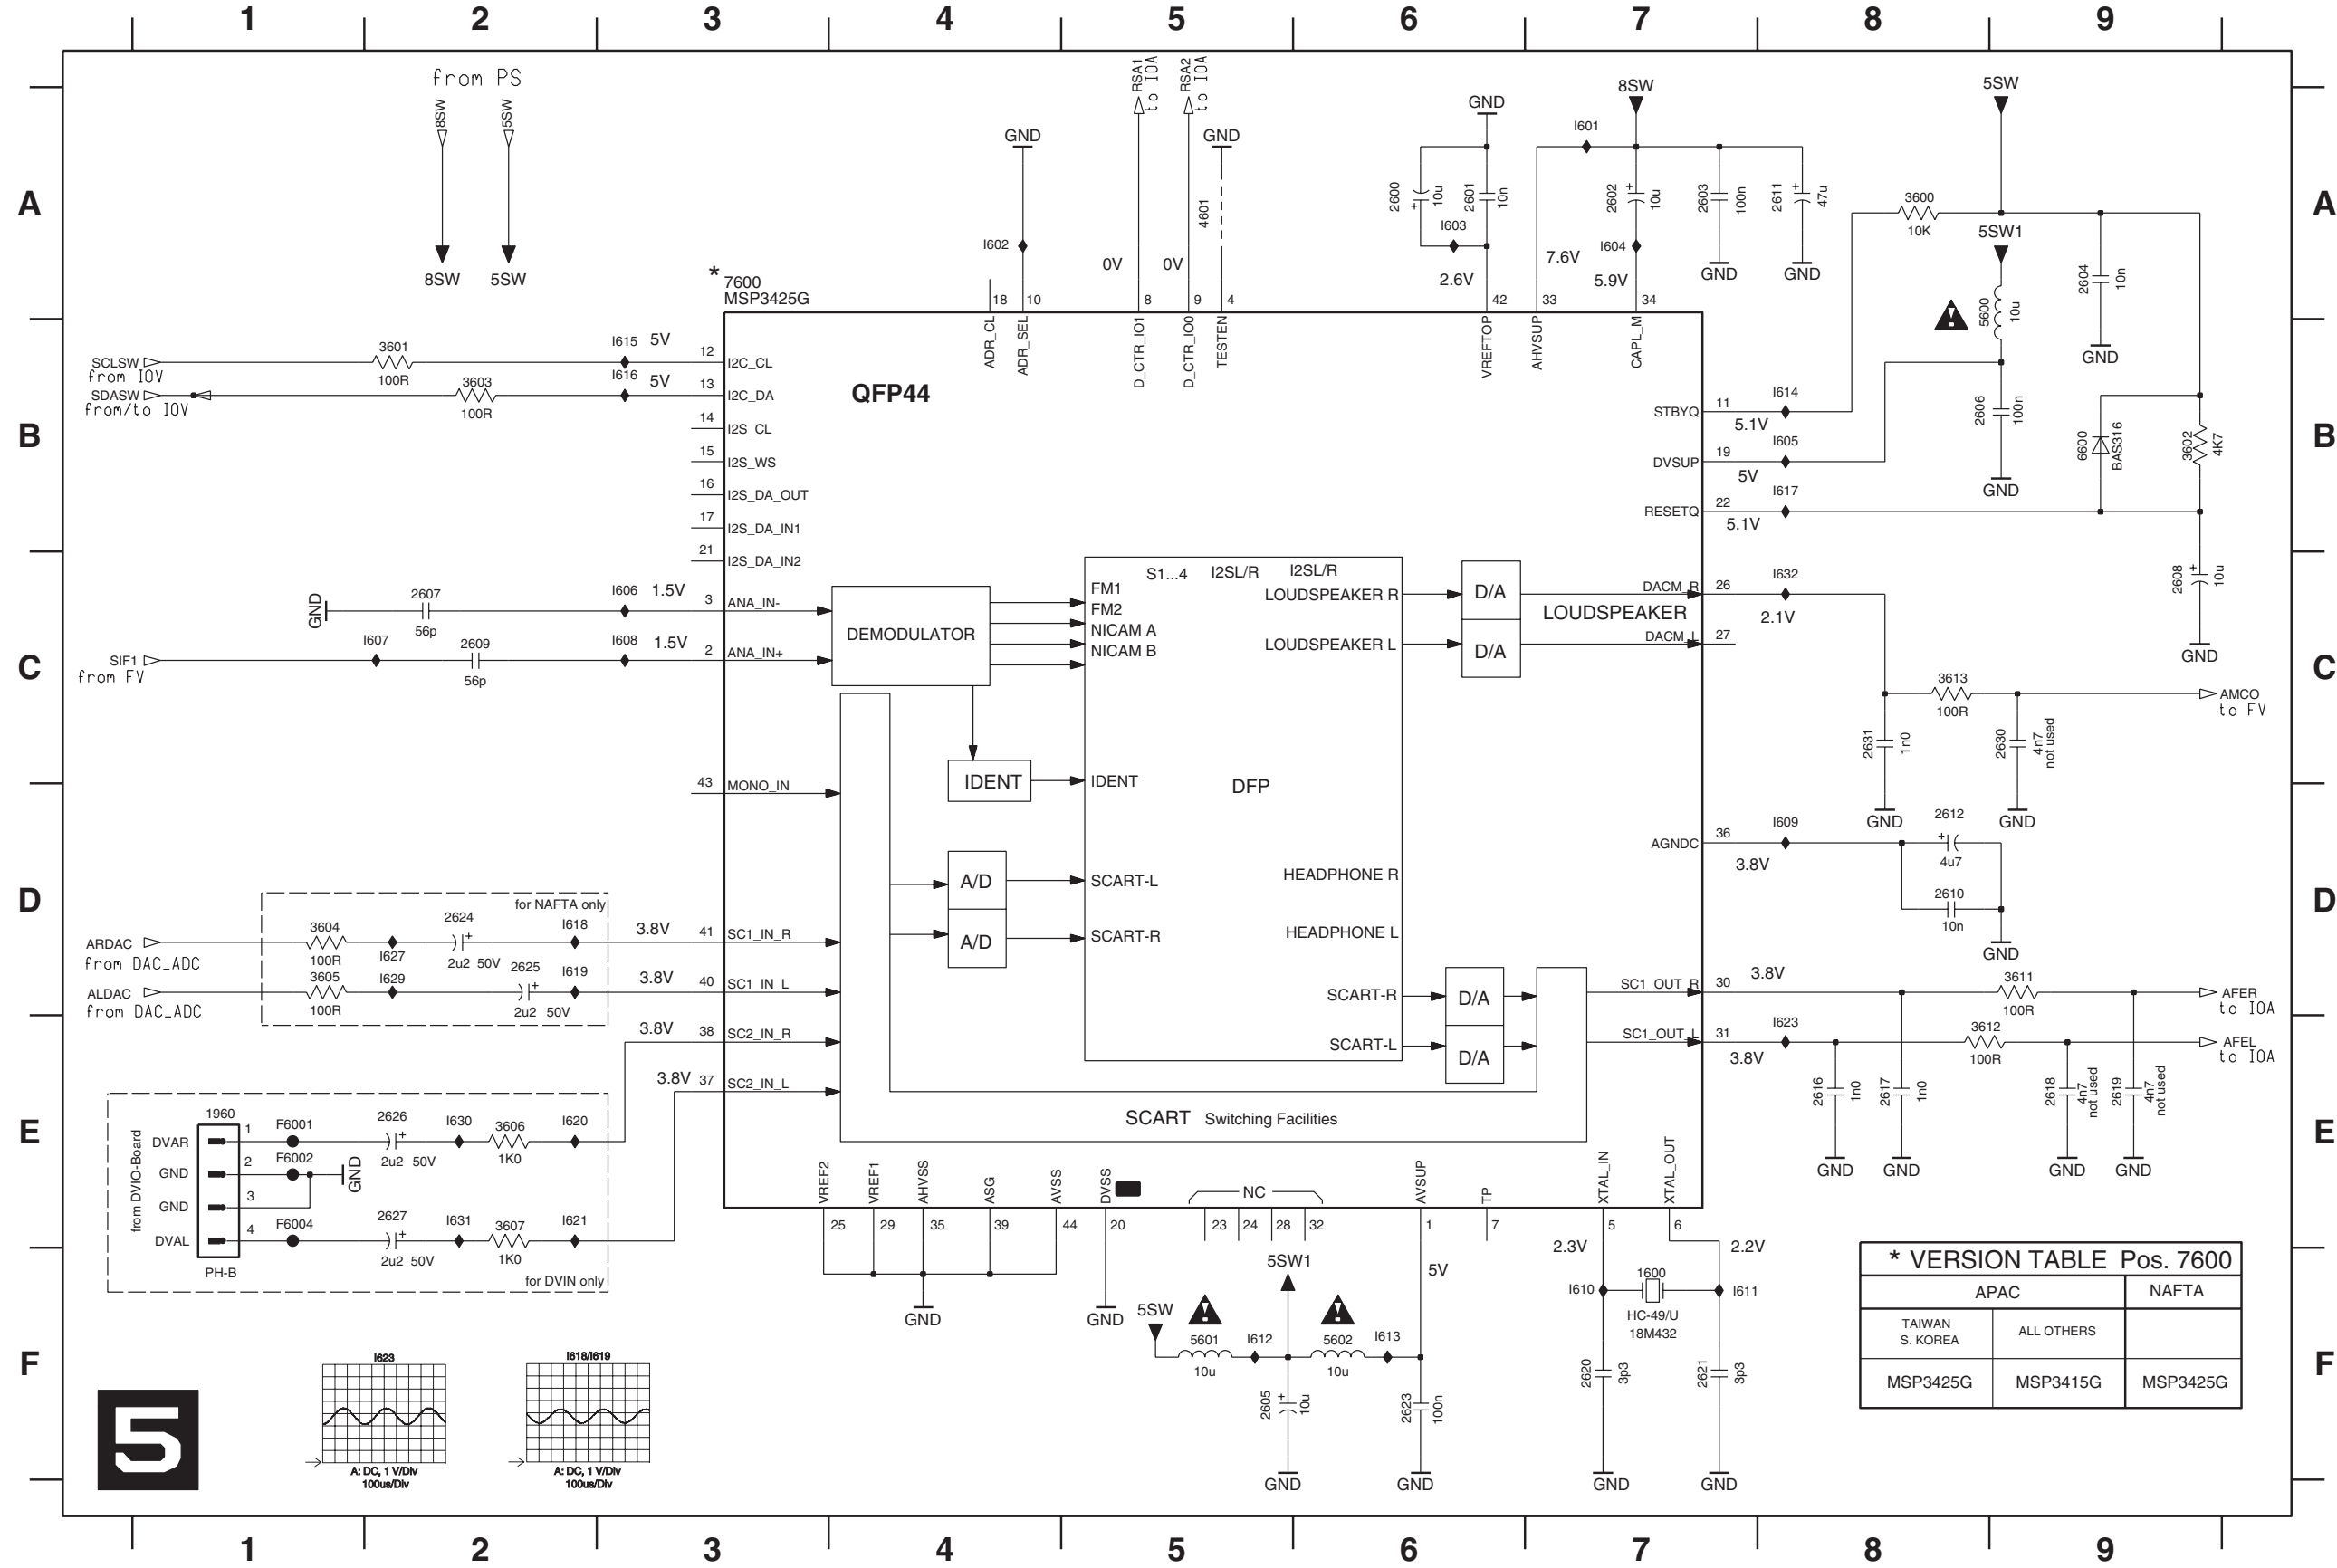 1 2 3 4 5 6 7 8 9
A
B
C
D
E
F
from PS
8SW
5SW
8SW
5SW
RSA1
to IOA
RSA2
to IOA
GND
GND
4601
I602
0V
0V
GND
2600
10u
2601
10n
I603
2.6V
8SW
I601
2602
10u
2603
100n
2611
47u
7.6V
I604
5.9V
GND
GND
5SW
3600
10K
5SW1
5600
10u
2604
10n
GND
2606
100n
GND
6600
BAS316
3602
4K7
2608
10u
GND
* 7600
MSP3425G
18
10
8
9
4
42
33
34
ADR_CL
ADR_SEL
D_CTR_IO1
D_CTR_IO0
TESTEN
VREFTOP
AHVSUP
CAPL_M
QFP44
SCLSW
from IOV
3601
100R
I615
5V
12
I2C_CL
SDASW
from/to IOV
3603
100R
I616
5V
13
I2C_DA
14
I2S_CL
15
I2S_WS
16
I2S_DA_OUT
17
I2S_DA_IN1
21
I2S_DA_IN2
STBYQ
11
I614
5.1V
DVSUP
19
I605
5V
RESETQ
22
I617
5.1V
GND
2607
56p
I606
1.5V
3
ANA_IN-
SIF1
from FV
I607
2609
56p
I608
1.5V
2
ANA_IN+
DEMODULATOR
S1...4
I2SL/R
I2SL/R
FM1
FM2
NICAM A
NICAM B
LOUDSPEAKER R
LOUDSPEAKER L
D/A
D/A
LOUDSPEAKER
DACM_R
26
I632
2.1V
DACM_L
27
3613
100R
AMCO
to FV
2631
1n0
GND
2630
4n7
not used
GND
43
MONO_IN
IDENT
IDENT
DFP
AGNDC
36
I609
3.8V
2612
4u7
2610
10n
GND
A/D
A/D
SCART-L
SCART-R
HEADPHONE R
HEADPHONE L
for NAFTA only
ARDAC
from DAC_ADC
3604
100R
I627
2624
2u2 50V
I618
3.8V
41
SC1_IN_R
ALDAC
from DAC_ADC
3605
100R
I629
2625
2u2 50V
I619
3.8V
40
SC1_IN_L
SCART-R
SCART-L
D/A
D/A
SC1_OUT_R
30
3.8V
3611
100R
AFER
to IOA
SC1_OUT_L
31
I623
3.8V
3612
100R
AFEL
to IOA
3.8V
38
SC2_IN_R
3.8V
37
SC2_IN_L
SCART Switching Facilities
2616
1n0
GND
2617
1n0
GND
2618
4n7
not used
GND
2619
4n7
not used
GND
from DVIO-Board
1960
DVAR
GND
GND
DVAL
1
2
3
4
PH-B
F6001
F6002
F6004
GND
2626
2u2 50V
I630
3606
1K0
I620
2627
2u2 50V
I631
3607
1K0
I621
for DVIN only
VREF2
VREF1
AHVSS
ASG
AVSS
DVSS
NC
AVSUP
TP
XTAL_IN
XTAL_OUT
25
29
35
39
44
20
23
24
28
32
1
7
5
6
GND
GND
5SW
5601
10u
I612
5SW1
5602
10u
I613
5V
2605
10u
GND
2623
100n
GND
2.3V
2.2V
I610
1600
HC-49/U
18M432
I611
2620
3p3
2621
3p3
GND
GND
* VERSION TABLE Pos. 7600
APAC
NAFTA
TAIWAN
S. KOREA
ALL OTHERS
MSP3425G
MSP3415G
MSP3425G
5
I623
A: DC, 1 V/Div
100us/Div
I618/I619
A: DC, 1 V/Div
100us/Div
A
B
C
D
E
F
1 2 3 4 5 6 7 8 9